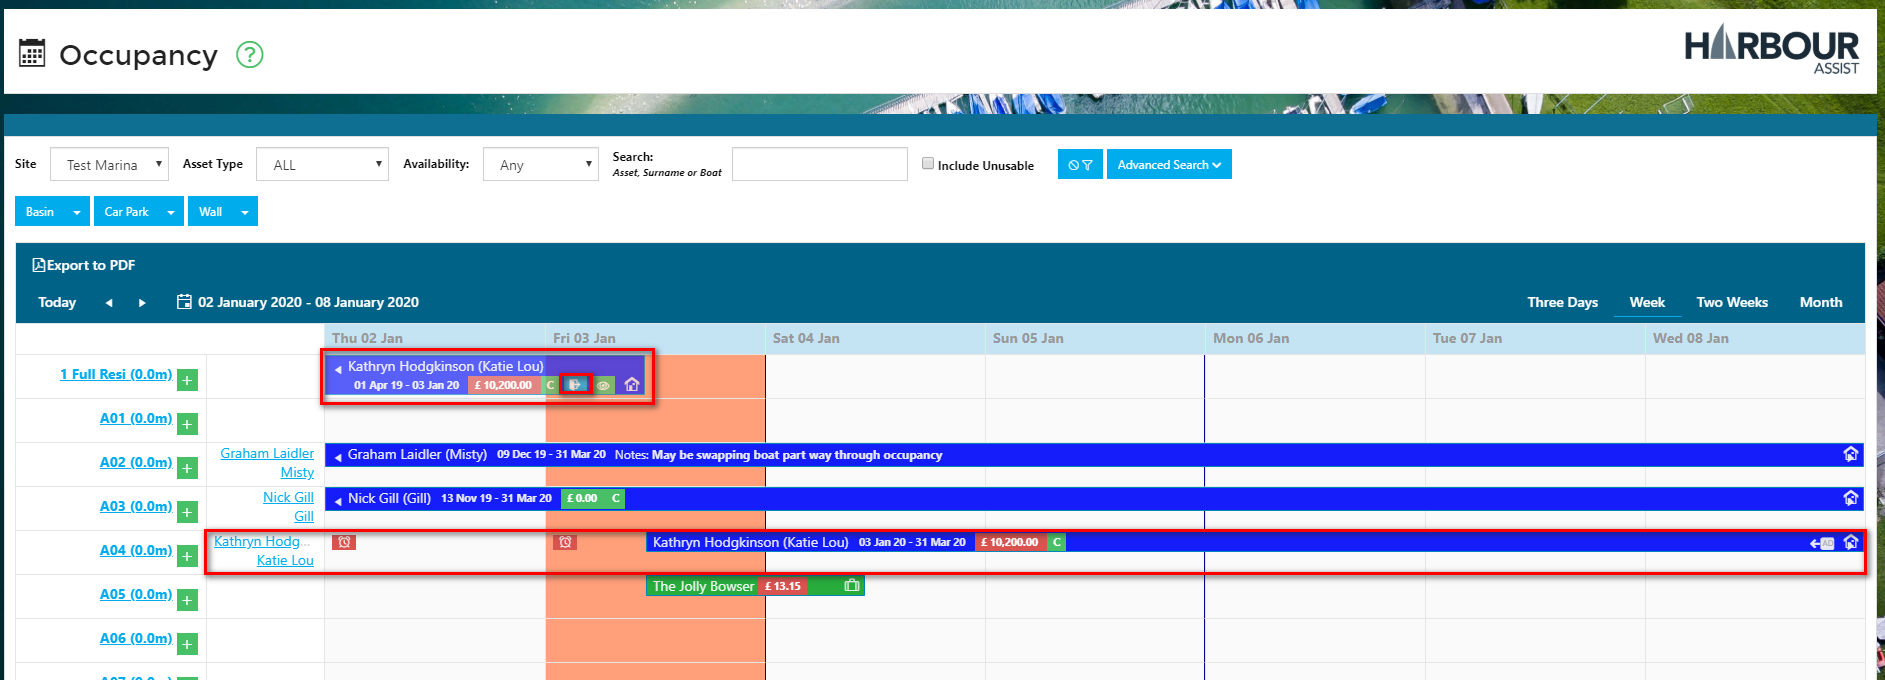 Occupancy ?
HARBOUR
ASSIST
Site Test Marina Asset Type ALL Availability: Any Search:
Asset, Surname or Boat
Include Unusable Advanced Search
Basin Car Park Wall
Export to PDF
Today 02 January 2020 - 08 January 2020 Three Days Week Two Weeks Month
Thu 02 Jan Fri 03 Jan Sat 04 Jan Sun 05 Jan Mon 06 Jan Tue 07 Jan Wed 08 Jan
1 Full Resi (0.0m) + Kathryn Hodgkinson (Katie Lou)
01 Apr 19 - 03 Jan 20 £ 10,200.00 C
A01 (0.0m) +
A02 (0.0m) + Graham Laidler Graham Laidler (Misty) 09 Dec 19 - 31 Mar 20 Notes: May be swapping boat part way through occupancy
Misty
A03 (0.0m) + Nick Gill Nick Gill (Gill) 13 Nov 19 - 31 Mar 20 £ 0.00 C
Gill
A04 (0.0m) + Kathryn Hodg... Kathryn Hodgkinson (Katie Lou) 03 Jan 20 - 31 Mar 20 £ 10,200.00 C AD
Katie Lou
A05 (0.0m) + The Jolly Bowser £ 13.15
A06 (0.0m) +
A07 (0.0m)